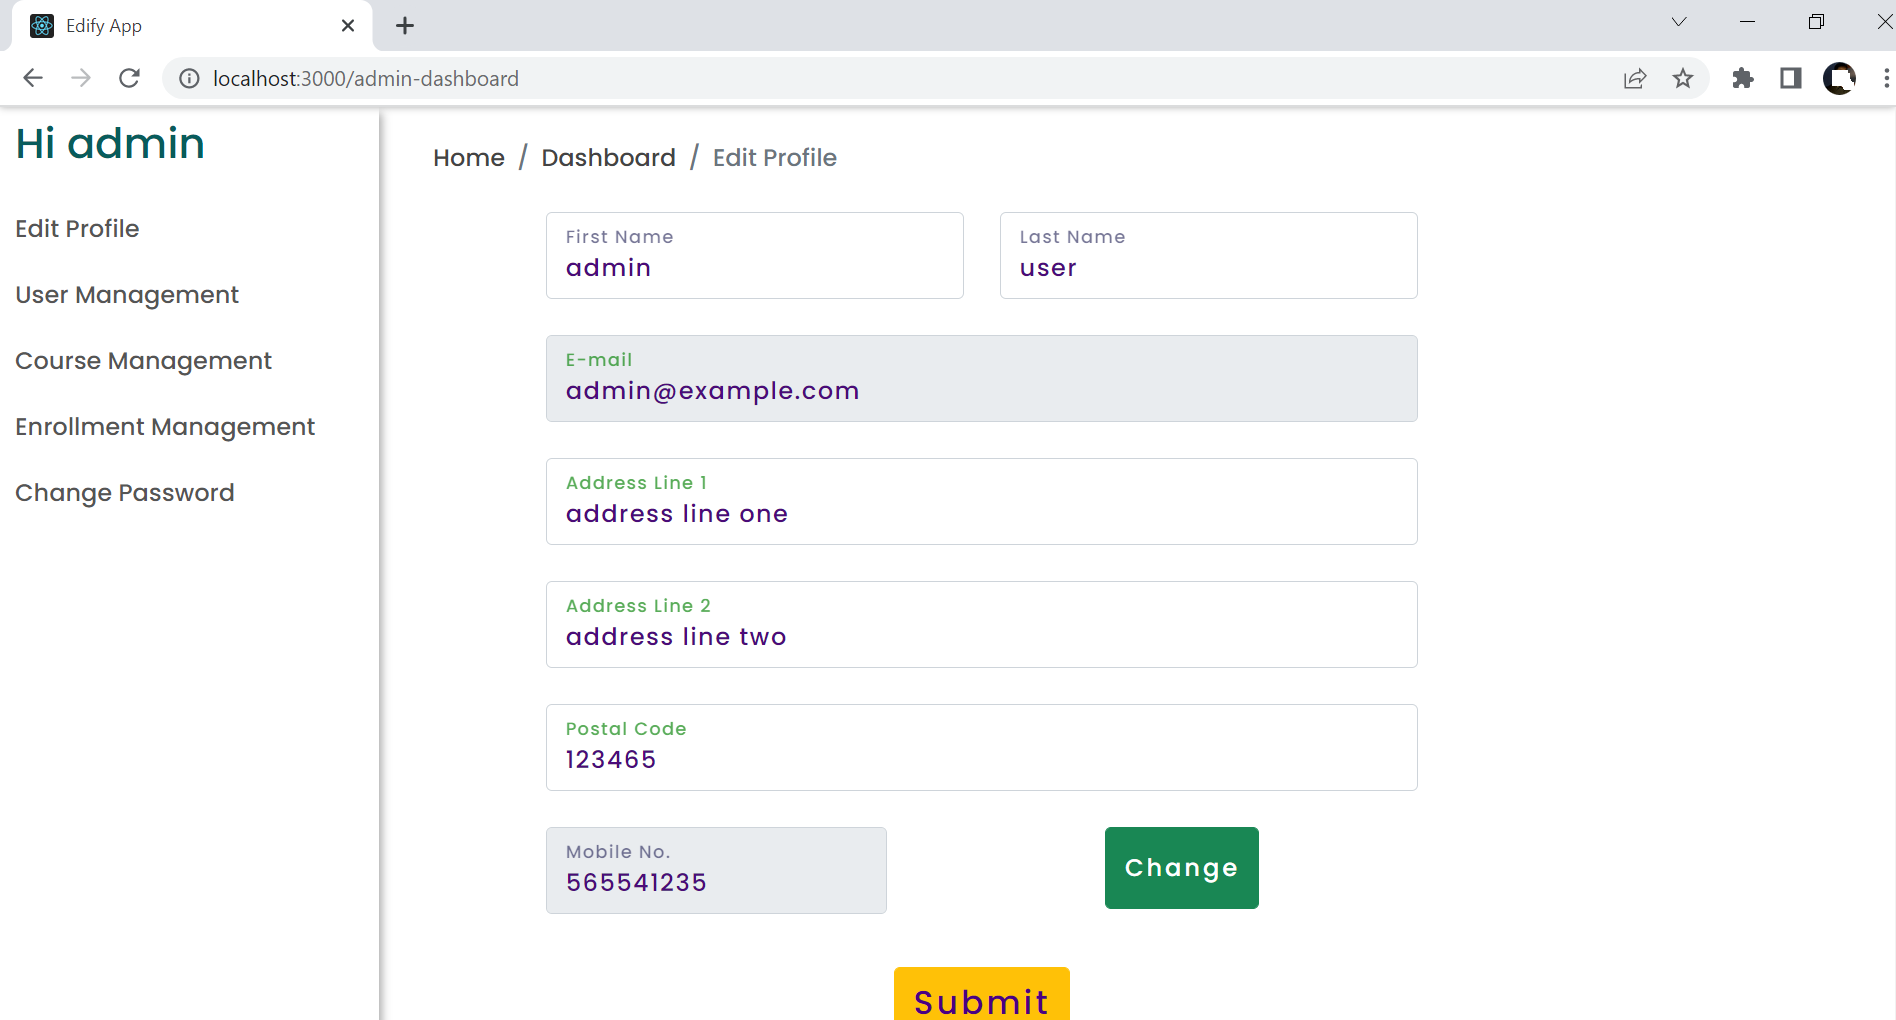 Edify App
localhost:3000/admin-dashboard
Hi admin
Edit Profile
User Management
Course Management
Enrollment Management
Change Password
Home / Dashboard / Edit Profile
First Name
admin
Last Name
user
E-mail
admin@example.com
Address Line 1
address line one
Address Line 2
address line two
Postal Code
123465
Mobile No.
565541235
Change
Submit